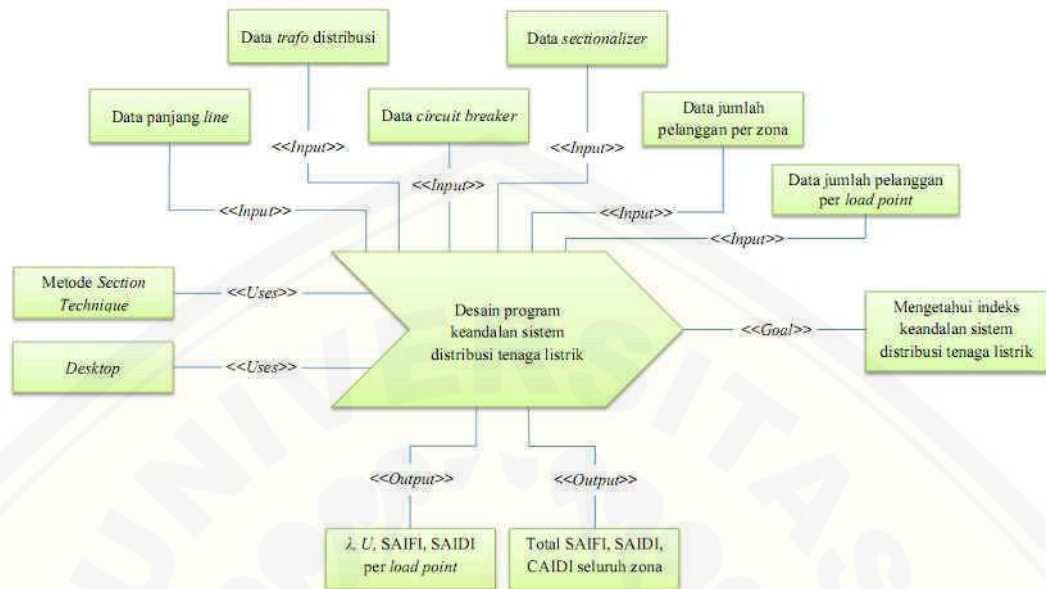 Data trafo distribusi
Data sectionalizer
Data panjang line
Data circuit breaker
Data jumlah
pelanggan per zona
Data jumlah pelanggan
per load point
<<Input>>
<<Input>>
<<Input>>
<<Input>>
<<Input>>
<<Input>>
Metode Section
Technique
<<Uses>>
Desktop
<<Uses>>
Desain program
keandalan sistem
distribusi tenaga listrik
<<Goal>>
Mengetahui indeks
keandalan sistem
distribusi tenaga listrik
<<Output>>
<<Output>>
λ, U, SAIFI, SAIDI
per load point
Total SAIFI, SAIDI,
CAIDI seluruh zona
UNIVERSITAS